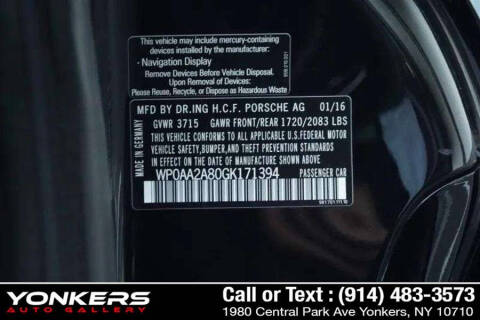 This vehicle may include mercury-containing
devices installed by the manufacturer:
• Navigation Display
Remove Devices Before Vehicle Disposal
Please Reuse, Recycle or Dispose as Hazardous Waste
MADE IN GERMANY
MFD. BY DR.ING H.C.F. PORSCHE AG 01/16
GVWR 3715 GAWR FRONT/REAR 1720/2083 LBS
THIS VEHICLE CONFORMS TO ALL APPLICABLE U.S. FEDERAL MOTOR
VEHICLE SAFETY, BUMPER, AND THEFT PREVENTION STANDARDS
IN EFFECT ON THE DATE OF MANUFACTURE SHOWN ABOVE.
WP0AA2A80GK171394 PASSENGER CAR
YONKERS
AUTO GALLERY
Call or Text : (914) 483-3573
1980 Central Park Ave Yonkers, NY 10710